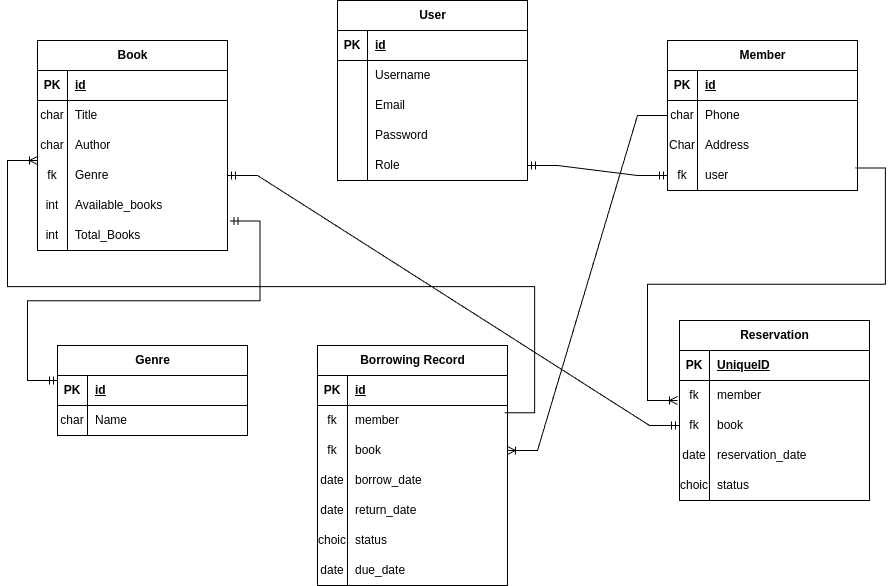 User
PK id
Username
Email
Password
Role
Book
PK id
char Title
char Author
fk Genre
int Available_books
int Total_Books
Member
PK id
char Phone
Char Address
fk user
Genre
PK id
char Name
Borrowing Record
PK id
fk member
fk book
date borrow_date
date return_date
choic status
date due_date
Reservation
PK UniqueID
fk member
fk book
date reservation_date
choic status